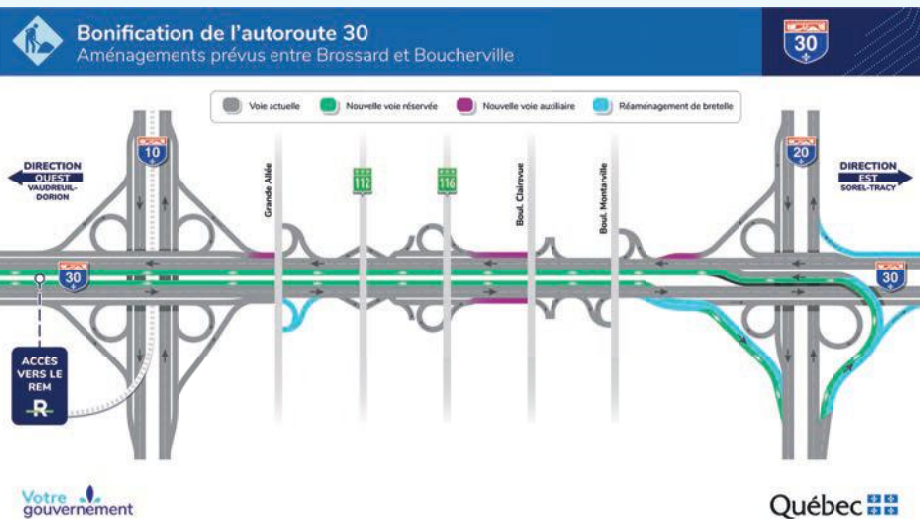 Bonification de l'autoroute 30
Aménagements prévus entre Brossard et Boucherville
30
Voie actuelle
Nouvelle voie réservée
Nouvelle voie auxiliaire
Réaménagement de bretelle
DIRECTION
OUEST
VAUDREUIL-
DORION
10
Grande Allée
112
116
Boul. Clairevue
Boul. Montarville
20
DIRECTION
EST
SOREL-TRACY
30
30
ACCÈS
VERS LE
REM
R
Votre
gouvernement
Québec